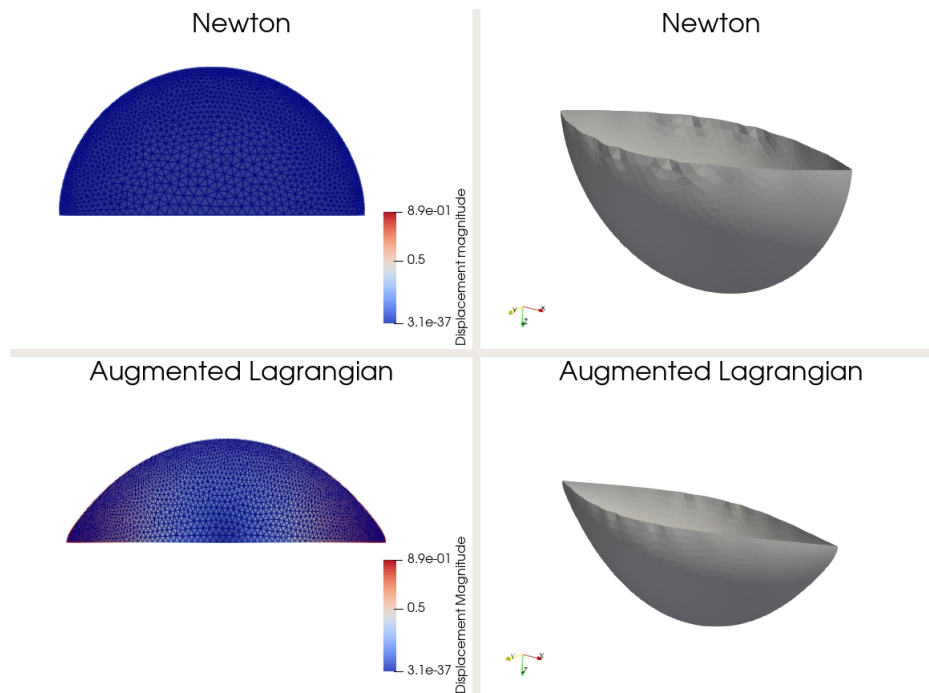 Newton
8.9e-01
0.5
3.1e-37
Displacement magnitude
Newton
Y X
Z
Augmented Lagrangian
8.9e-01
0.5
3.1e-37
Displacement Magnitude
Augmented Lagrangian
Y X
Z